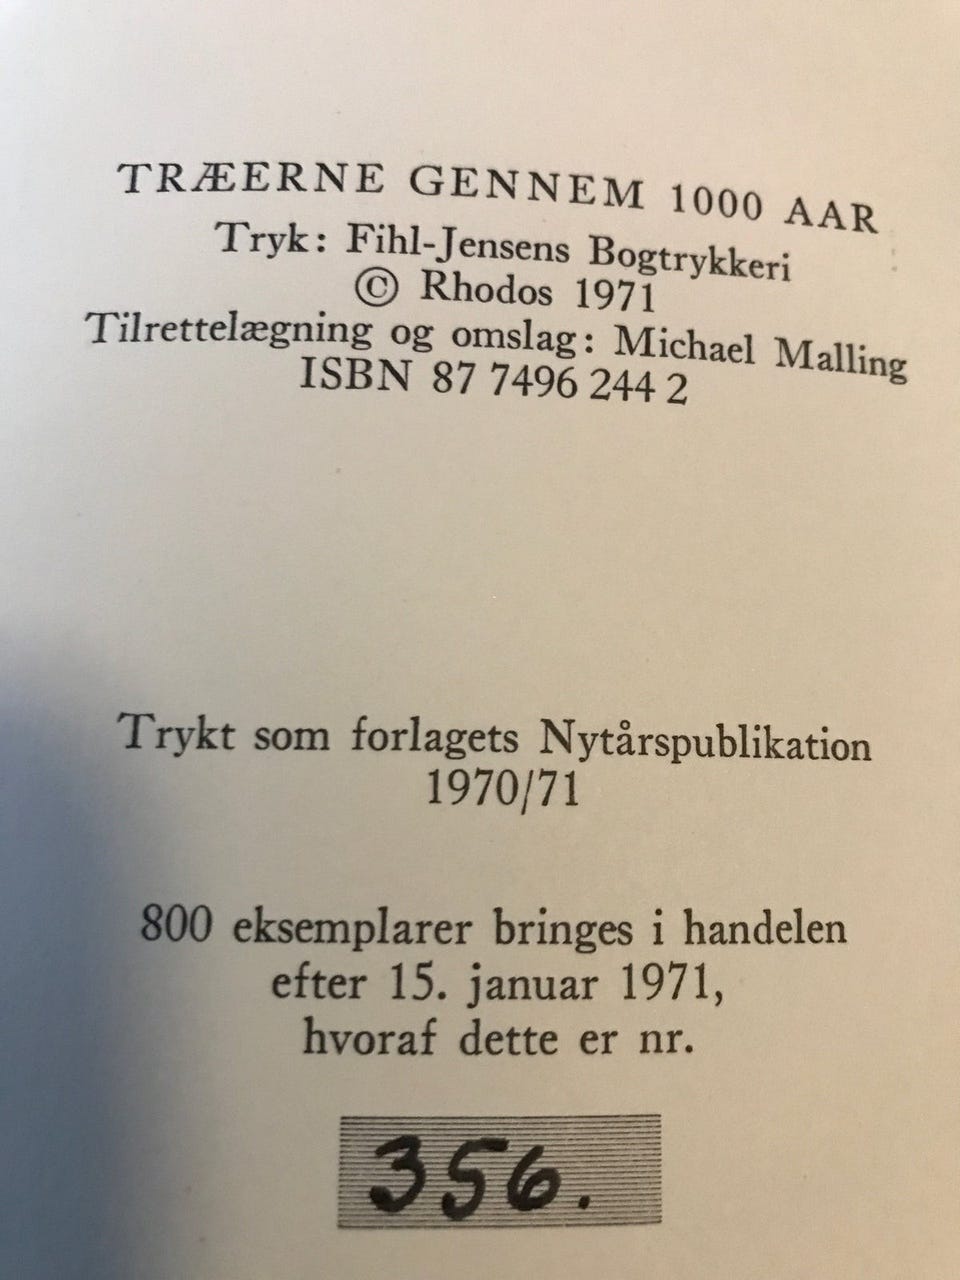 TRÆERNE GENNEM 1000 AAR
Tryk: Fihl-Jensens Bogtrykkeri
© Rhodos 1971
Tilrettelægning og omslag: Michael Malling
ISBN 87 7496 244 2
Trykt som forlagets Nytårspublikation
1970/71
800 eksemplarer bringes i handelen
efter 15. januar 1971,
hvoraf dette er nr.
356.